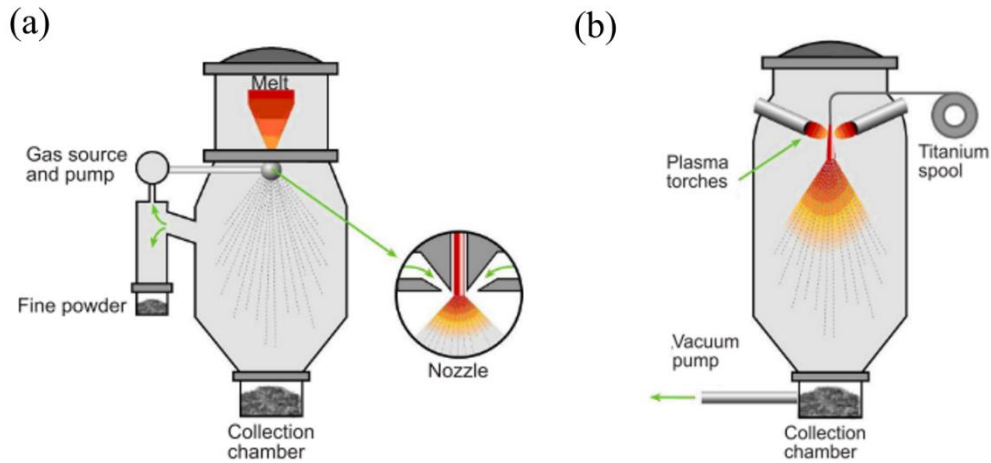 (a)
Melt
Gas source
and pump
Fine powder
Nozzle
Collection
chamber
(b)
Plasma
torches
Titanium
spool
Vacuum
pump
Collection
chamber